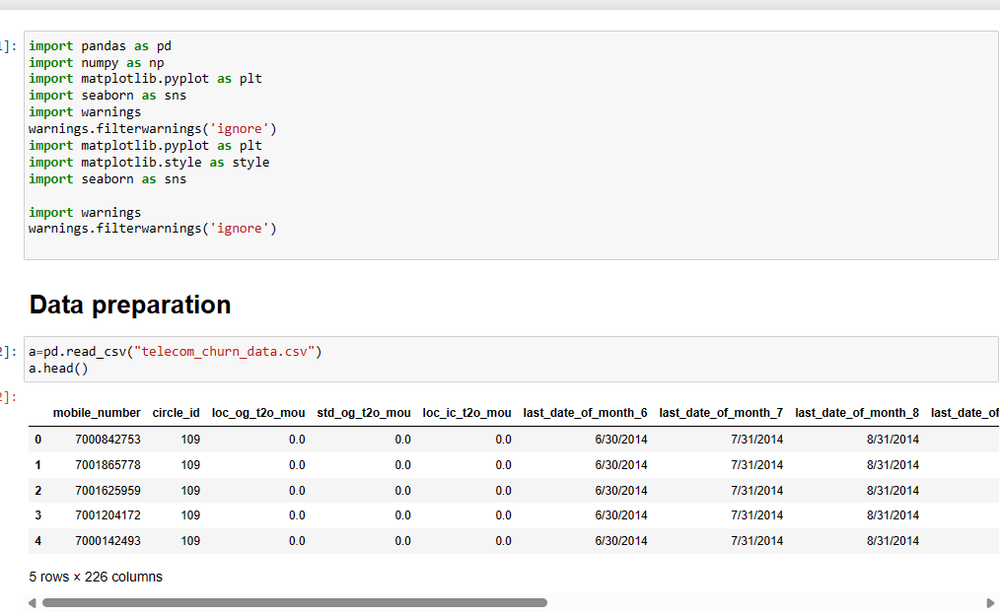 ]: import pandas as pd
import numpy as np
import matplotlib.pyplot as plt
import seaborn as sns
import warnings
warnings.filterwarnings('ignore')
import matplotlib.pyplot as plt
import matplotlib.style as style
import seaborn as sns
import warnings
warnings.filterwarnings('ignore')
Data preparation
2]: a=pd.read_csv("telecom_churn_data.csv")
a.head()
2]:
mobile_number circle_id loc_og_t2o_mou std_og_t2o_mou loc_ic_t2o_mou last_date_of_month_6 last_date_of_month_7 last_date_of_month_8 last_date_of
0 7000842753 109 0.0 0.0 0.0 6/30/2014 7/31/2014 8/31/2014
1 7001865778 109 0.0 0.0 0.0 6/30/2014 7/31/2014 8/31/2014
2 7001625959 109 0.0 0.0 0.0 6/30/2014 7/31/2014 8/31/2014
3 7001204172 109 0.0 0.0 0.0 6/30/2014 7/31/2014 8/31/2014
4 7000142493 109 0.0 0.0 0.0 6/30/2014 7/31/2014 8/31/2014
5 rows × 226 columns